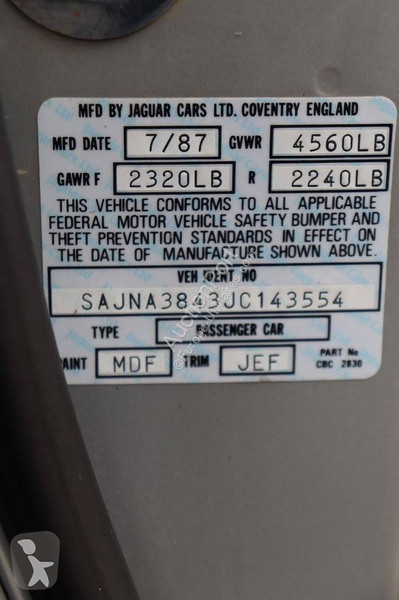 MFD BY JAGUAR CARS LTD. COVENTRY ENGLAND
MFD DATE 7/87 GVWR 4560LB
GAWR F 2320LB R 2240LB
THIS VEHICLE CONFORMS TO ALL APPLICABLE
FEDERAL MOTOR VEHICLE SAFETY BUMPER AND
THEFT PREVENTION STANDARDS IN EFFECT ON
THE DATE OF MANUFACTURE SHOWN ABOVE.
VEH IDENT NO
SAJNA3843JC143554
TYPE PASSENGER CAR
PAINT MDF TRIM JEF
PART No
CBC 2830